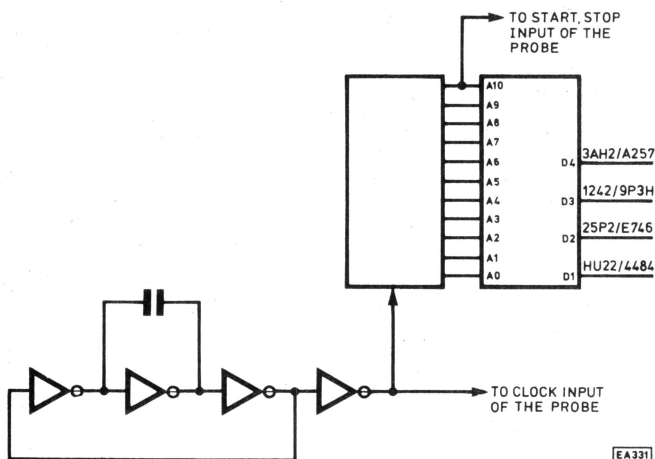 TO START, STOP
INPUT OF THE
PROBE
A10
A9
A8
A7
A6
A5
A4
A3
A2
A1
A0
D4
D3
D2
D1
3AH2/A257
1242/9P3H
25P2/E746
HU22/4484
TO CLOCK INPUT
OF THE PROBE
EA331